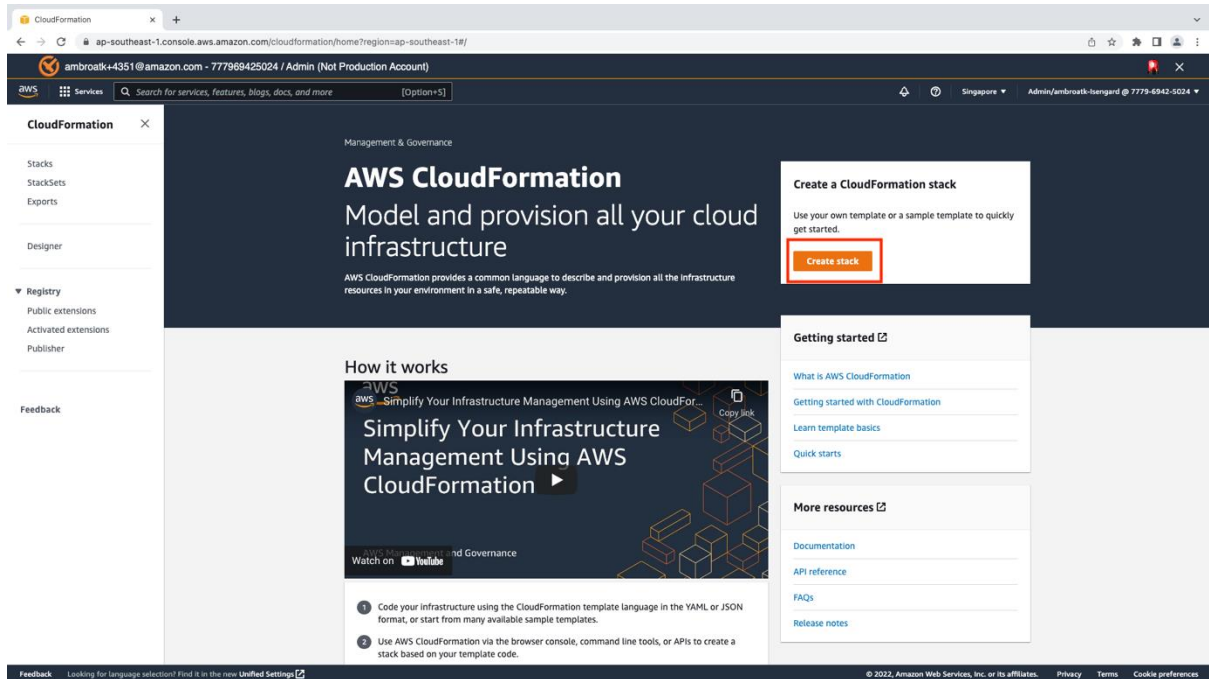 CloudFormation
ap-southeast-1.console.aws.amazon.com/cloudformation/home?region=ap-southeast-1#/
ambroatk+4351@amazon.com - 777969425024 / Admin (Not Production Account)
aws Services Search for services, features, blogs, docs, and more [Option+S] Singapore Admin/ambroatk-Isengard @ 7779-6942-5024
CloudFormation
Stacks
StackSets
Exports
Designer
Registry
Public extensions
Activated extensions
Publisher
Feedback
Management & Governance
AWS CloudFormation
Model and provision all your cloud
infrastructure
AWS CloudFormation provides a common language to describe and provision all the infrastructure
resources in your environment in a safe, repeatable way.
Create a CloudFormation stack
Use your own template or a sample template to quickly
get started.
Create stack
How it works
aws
aws Simplify Your Infrastructure Management Using AWS CloudFor...
Copy link
Simplify Your Infrastructure
Management Using AWS
CloudFormation
AWS Management and Governance
Watch on YouTube
1 Code your infrastructure using the CloudFormation template language in the YAML or JSON
format, or start from many available sample templates.
2 Use AWS CloudFormation via the browser console, command line tools, or APIs to create a
stack based on your template code.
Getting started
What is AWS CloudFormation
Getting started with CloudFormation
Learn template basics
Quick starts
More resources
Documentation
API reference
FAQs
Release notes
Feedback Looking for language selection? Find it in the new Unified Settings © 2022, Amazon Web Services, Inc. or its affiliates. Privacy Terms Cookie preferences